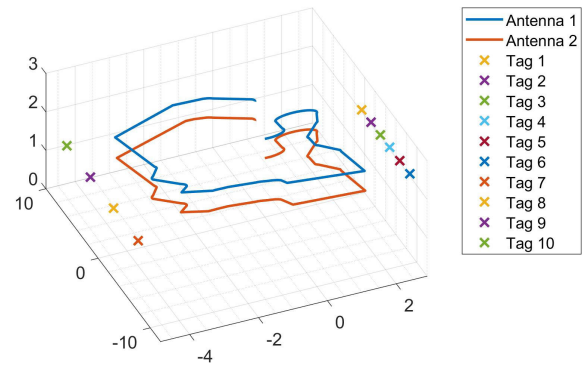 3
2
1
0
10
0
-10
-4
-2
0
2
Antenna 1
Antenna 2
Tag 1
Tag 2
Tag 3
Tag 4
Tag 5
Tag 6
Tag 7
Tag 8
Tag 9
Tag 10